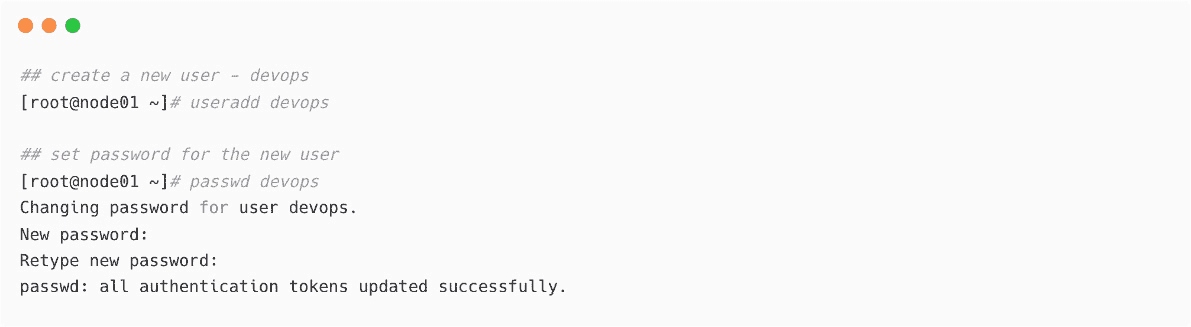 ## create a new user - devops
[root@node01 ~]# useradd devops
## set password for the new user
[root@node01 ~]# passwd devops
Changing password for user devops.
New password:
Retype new password:
passwd: all authentication tokens updated successfully.